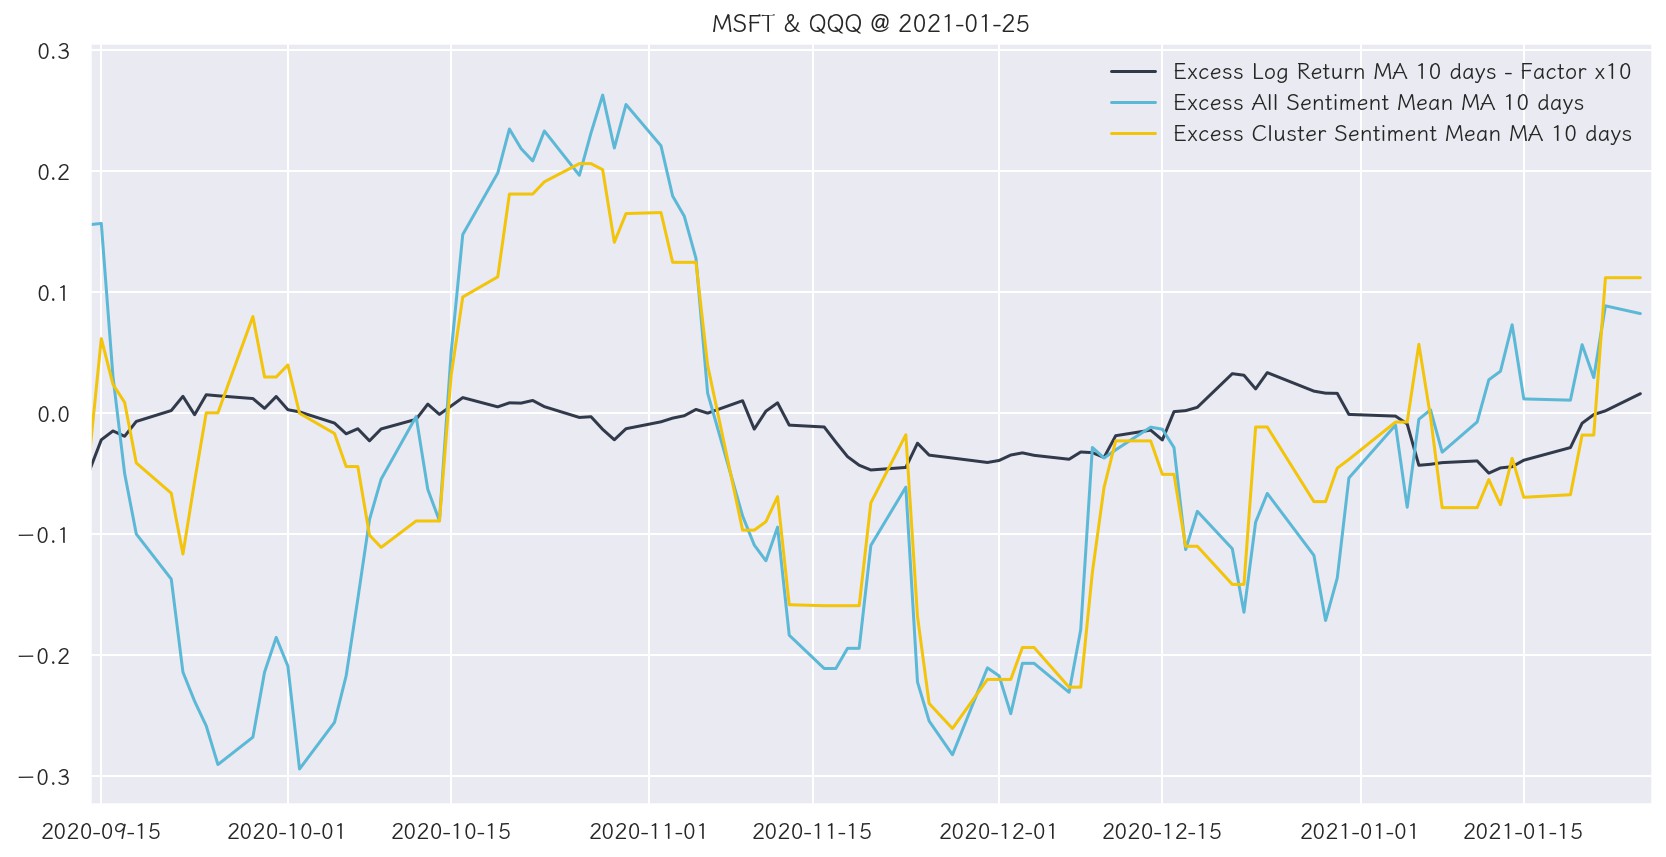 MSFT & QQQ @ 2021-01-25
Excess Log Return MA 10 days - Factor x10
Excess All Sentiment Mean MA 10 days
Excess Cluster Sentiment Mean MA 10 days
0.3
0.2
0.1
0.0
−0.1
−0.2
−0.3
2020-09-15 2020-10-01 2020-10-15 2020-11-01 2020-11-15 2020-12-01 2020-12-15 2021-01-01 2021-01-15